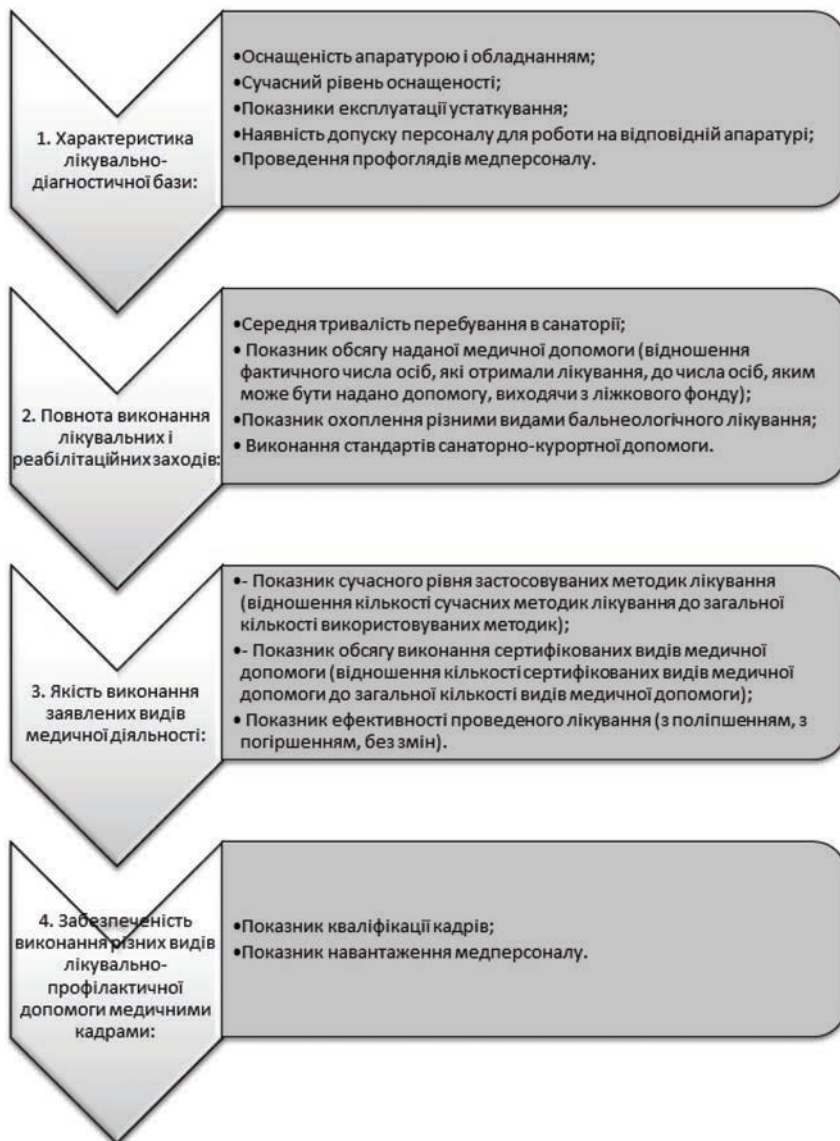 1. Характеристика
лікувально-
діагностичної бази:
•Оснащеність апаратурою і обладнанням;
•Сучасний рівень оснащеності;
•Показники експлуатації устаткування;
•Наявність допуску персоналу для роботи на відповідній апаратурі;
•Проведення профоглядів медперсоналу.
2. Повнота виконання
лікувальних і
реабілітаційних заходів:
•Середня тривалість перебування в санаторії;
• Показник обсягу наданої медичної допомоги (відношення
фактичного числа осіб, які отримали лікування, до числа осіб, яким
може бути надано допомогу, виходячи з ліжкового фонду);
•Показник охоплення різними видами бальнеологічного лікування;
• Виконання стандартів санаторно-курортної допомоги.
3. Якість виконання
заявлених видів
медичної діяльності:
•- Показник сучасного рівня застосовуваних методик лікування
(відношення кількості сучасних методик лікування до загальної
кількості використовуваних методик);
•- Показник обсягу виконання сертифікованих видів медичної
допомоги (відношення кількості сертифікованих видів медичної
допомоги до загальної кількості видів медичної допомоги);
• Показник ефективності проведеного лікування (з поліпшенням, з
погіршенням, без змін).
4. Забезпеченість
виконання різних видів
лікувально-
профілактичної
допомоги медичними
кадрами:
•Показник кваліфікації кадрів;
•Показник навантаження медперсоналу.